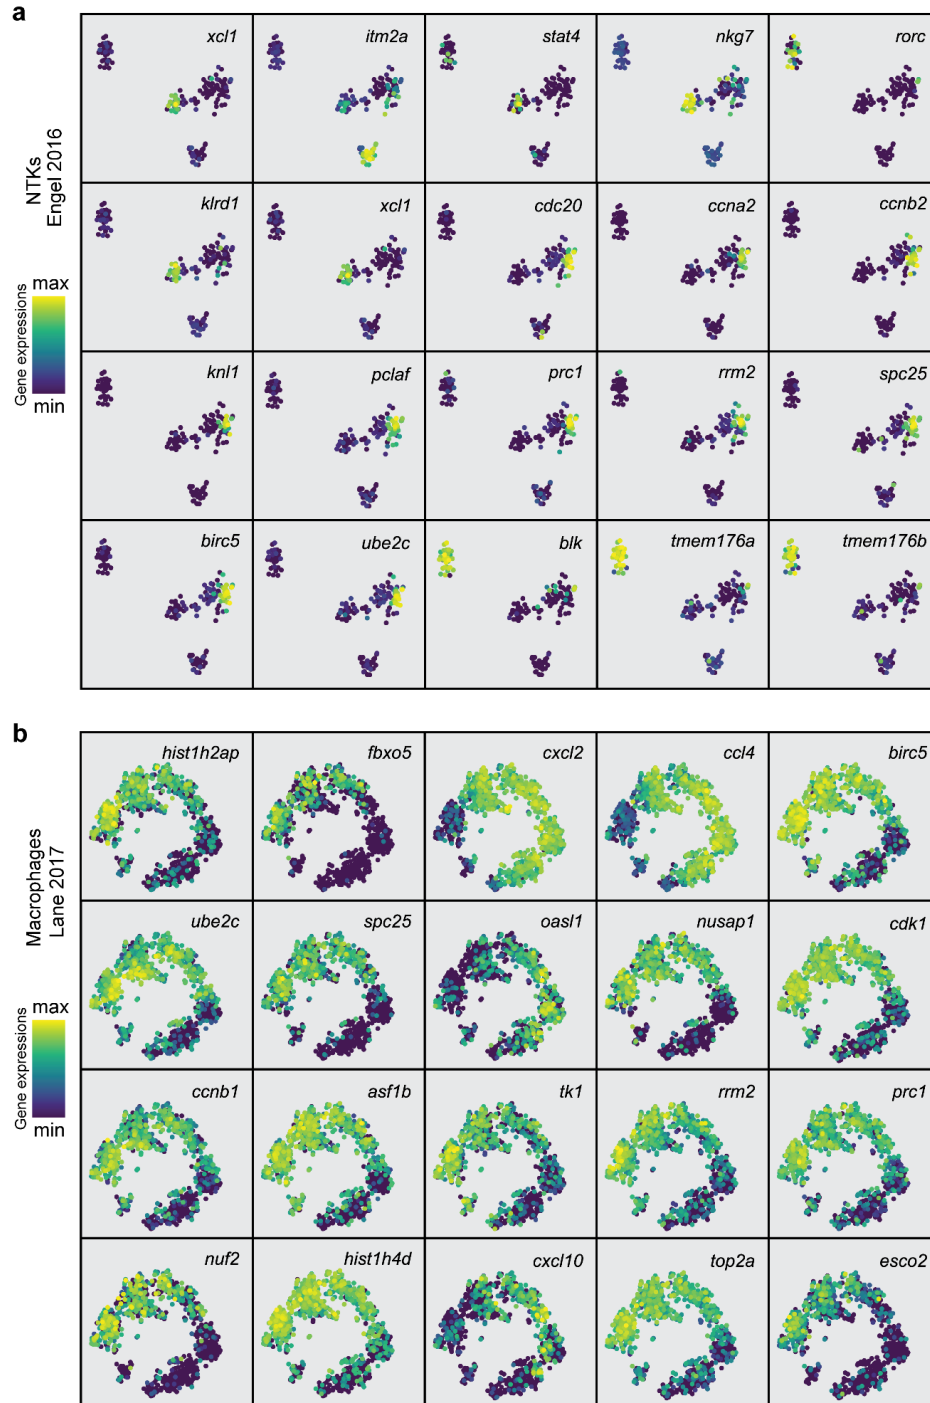 a
NTKs
Engel 2016
xcl1
itm2a
stat4
nkg7
rorc
klrd1
xcl1
cdc20
ccna2
ccnb2
Gene expressions
max
min
knl1
pclaf
prc1
rrm2
spc25
birc5
ube2c
blk
tmem176a
tmem176b
b
Macrophages
Lane 2017
hist1h2ap
fbxo5
cxcl2
ccl4
birc5
ube2c
spc25
oasl1
nusap1
cdk1
Gene expressions
max
min
ccnb1
asf1b
tk1
rrm2
prc1
nuf2
hist1h4d
cxcl10
top2a
esco2